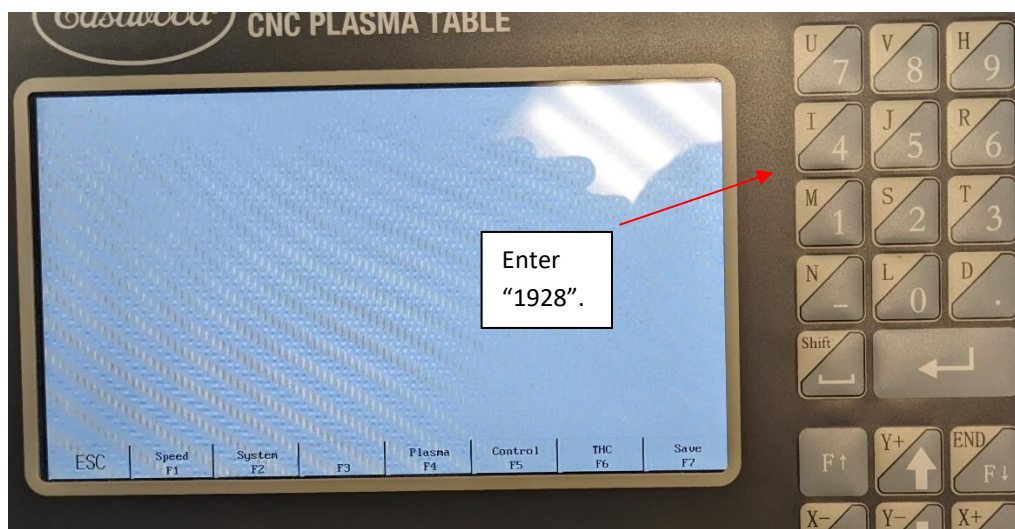 Eastwood
CNC PLASMA TABLE
U 7
V 8
H 9
I 4
J 5
R 6
M 1
S 2
T 3
Enter
“1928”.
N -
L 0
D .
Shift
ESC
Speed
F1
System
F2
F3
Plasma
F4
Control
F5
THC
F6
Save
F7
F↑
Y+
END
F↓
X-
Y-
X+